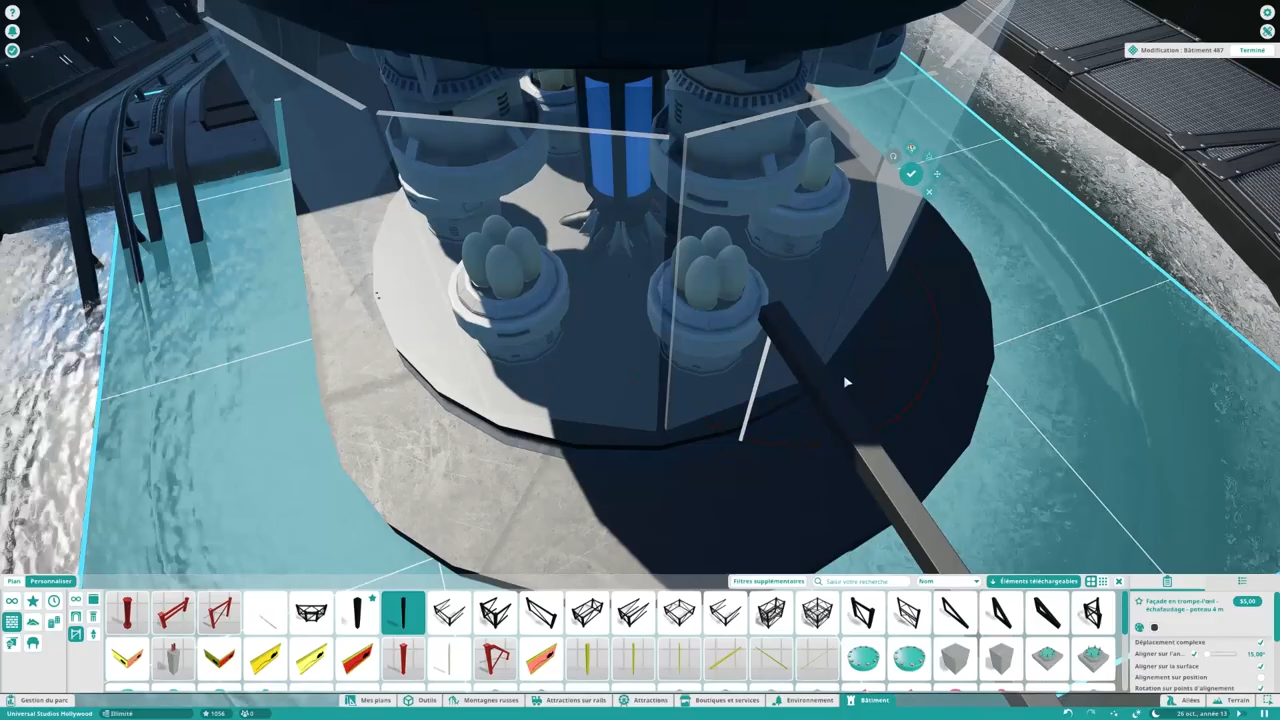 Modification : Bâtiment 467
Terminé
Plan
Personnaliser
Filtres supplémentaires
Saisir votre recherche
Nom
Éléments téléchargeables
Façade en trompe-l'œil -
échafaudage - poteau 4 m
$5,00
Déplacement complexe
Aligner sur l'an...
15,00°
Aligner sur la surface
Alignement sur position
Rotation sur points d'alignement
Gestion du parc
Mes plans
Outils
Montagnes russes
Attractions sur rails
Attractions
Boutiques et services
Environnement
Bâtiment
Allées
Terrain
Universal Studios Hollywood
Illimité
1056
0
26 oct., année 13